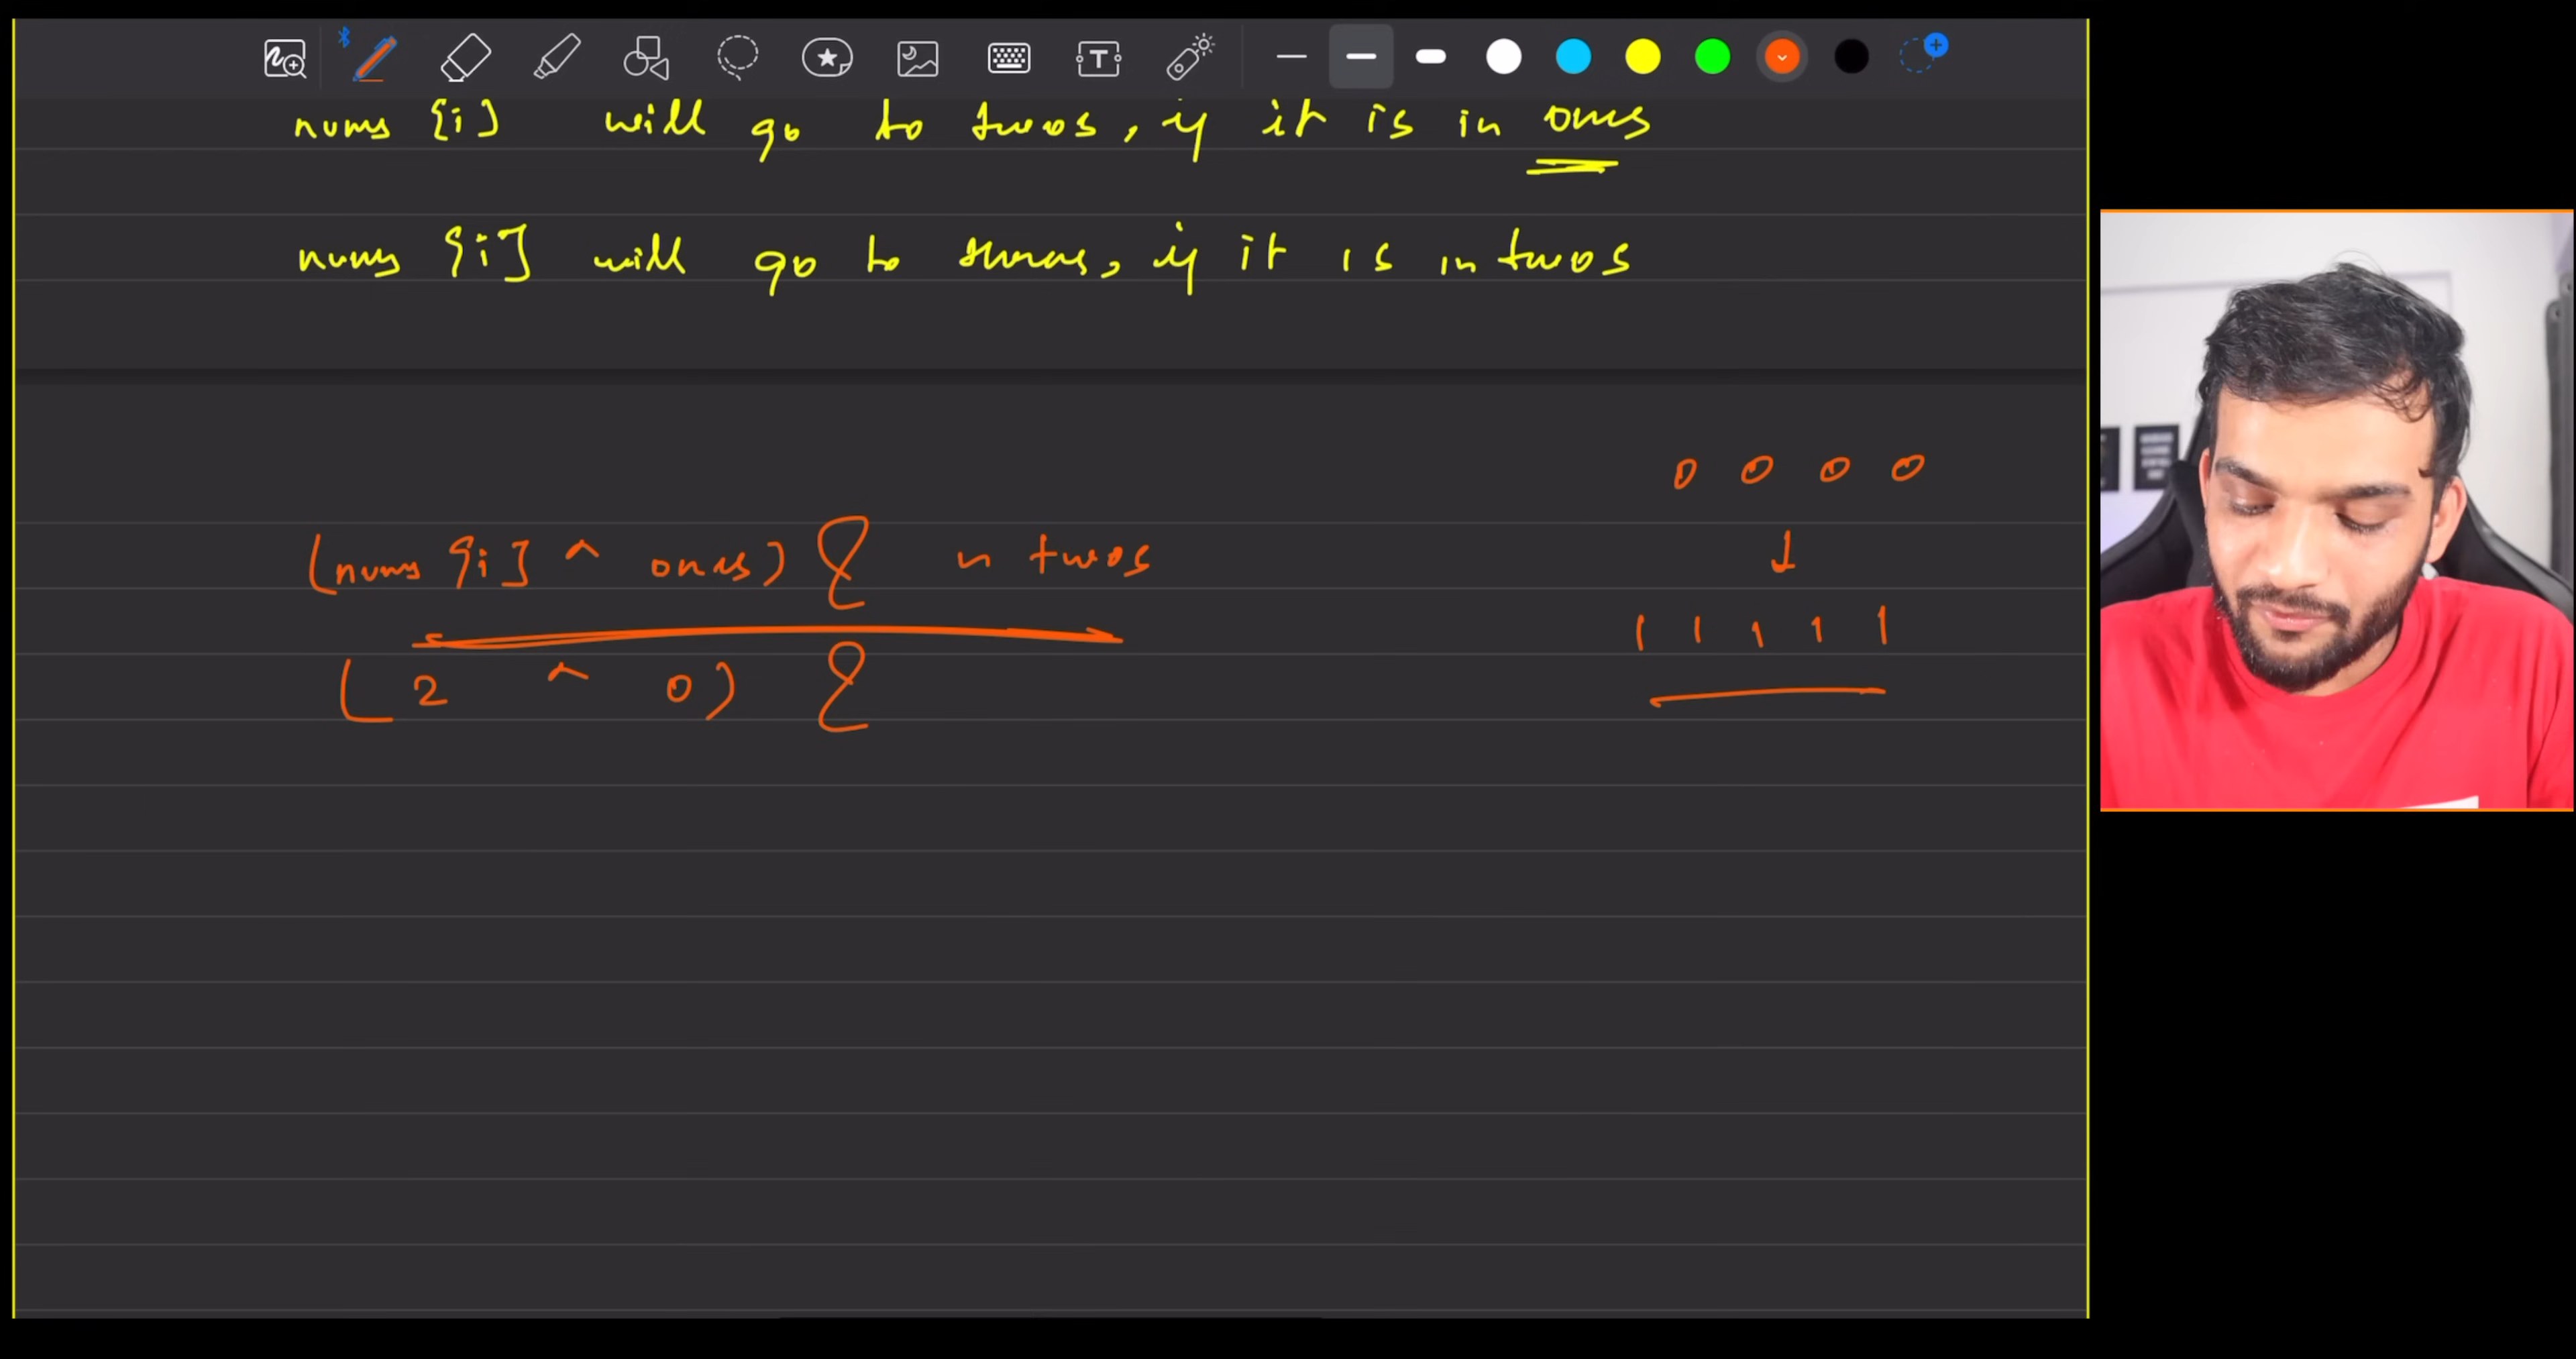 nums [i] will go to twos, if it is in ones
nums [i] will go to threes, if it is in twos
0 0 0 0
(nums [i] ^ ones) & ~ twos
↓
1 1 1 1 1
(2 ^ 0) &